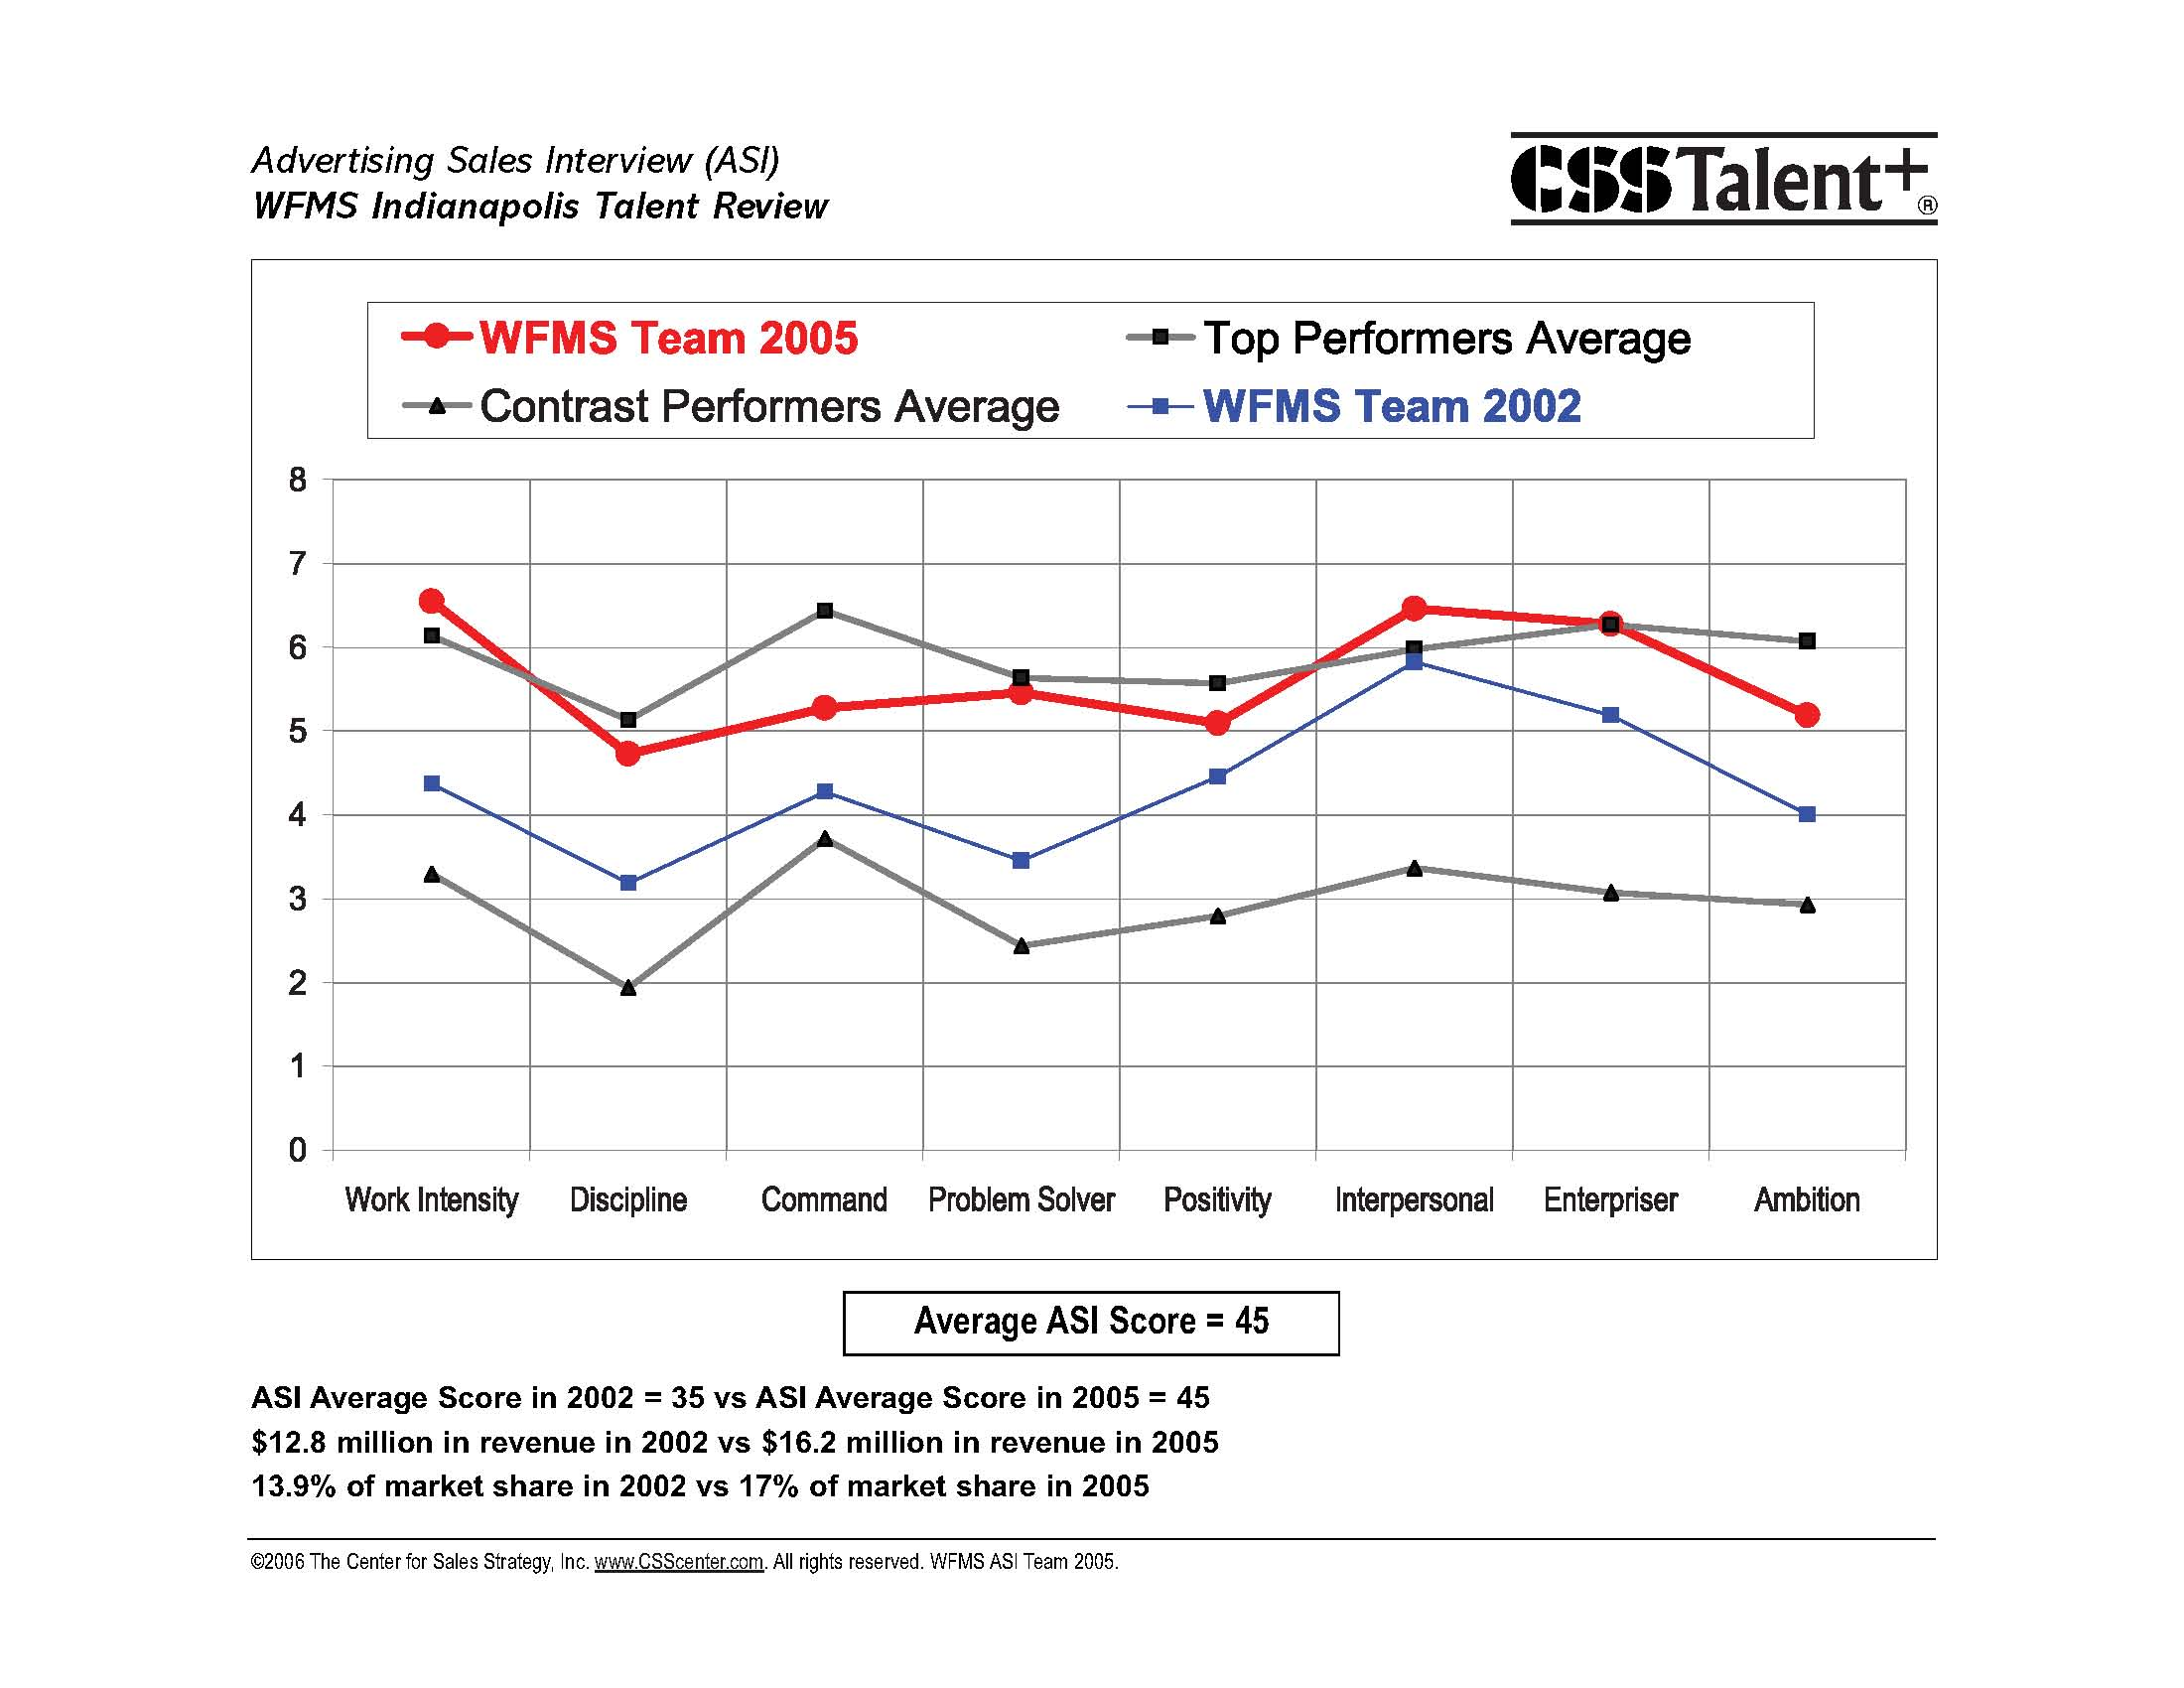 Advertising Sales Interview (ASI)
WFMS Indianapolis Talent Review
CSS Talent+®
WFMS Team 2005
Top Performers Average
Contrast Performers Average
WFMS Team 2002
8
7
6
5
4
3
2
1
0
Work Intensity Discipline Command Problem Solver Positivity Interpersonal Enterpriser Ambition
Average ASI Score = 45
ASI Average Score in 2002 = 35 vs ASI Average Score in 2005 = 45
$12.8 million in revenue in 2002 vs $16.2 million in revenue in 2005
13.9% of market share in 2002 vs 17% of market share in 2005
©2006 The Center for Sales Strategy, Inc. www.CSScenter.com. All rights reserved. WFMS ASI Team 2005.